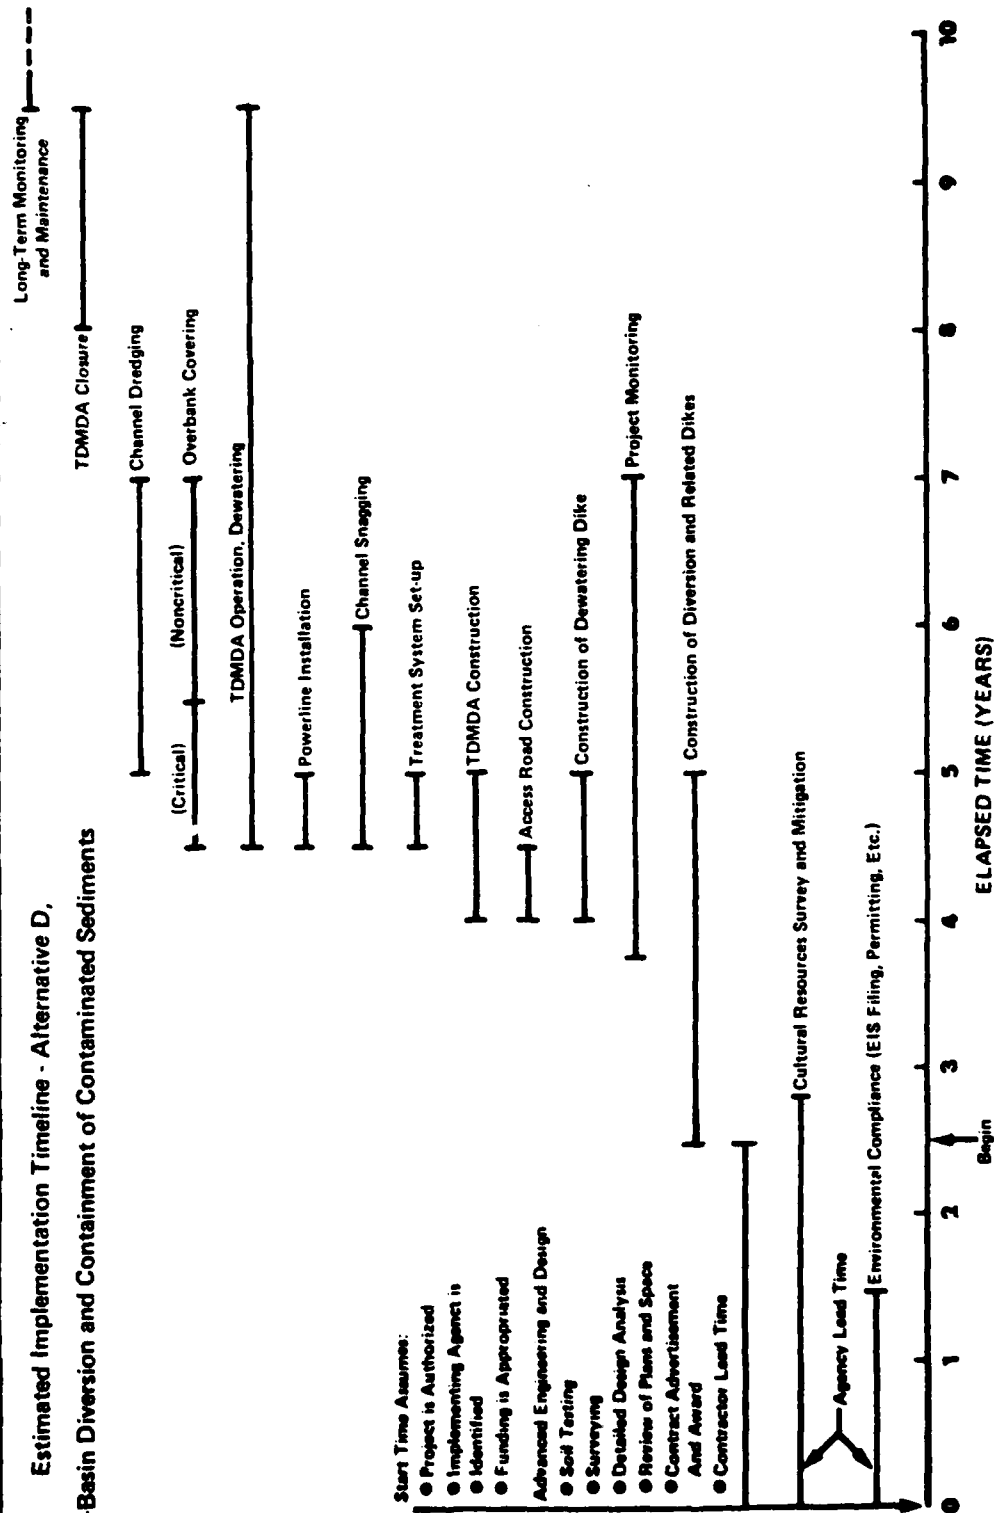 Estimated Implementation Timeline - Alternative D,
-Basin Diversion and Containment of Contaminated Sediments
Long-Term Monitoring
and Maintenance
TDMDA Closure
Channel Dredging
(Critical)
(Noncritical)
Overbank Covering
TDMDA Operation, Dewatering
Powerline Installation
Channel Snagging
Treatment System Set-up
TDMDA Construction
Access Road Construction
Construction of Dewatering Dike
Project Monitoring
Construction of Diversion and Related Dikes
Start Time Assumes:
● Project is Authorized
● Implementing Agenct is
● Identified
● Funding is Appropriated
Advanced Engineering and Design
● Soil Testing
● Surveying
● Detailed Design Analysis
● Review of Plans and Space
● Contract Advertisement
And Award
● Contractor Lead Time
Cultural Resources Survey and Mitigation
Agency Lead Time
Environmental Compliance (EIS Filing, Permitting, Etc.)
0 1 2 3 4 5 6 7 8 9 10
Begin
ELAPSED TIME (YEARS)